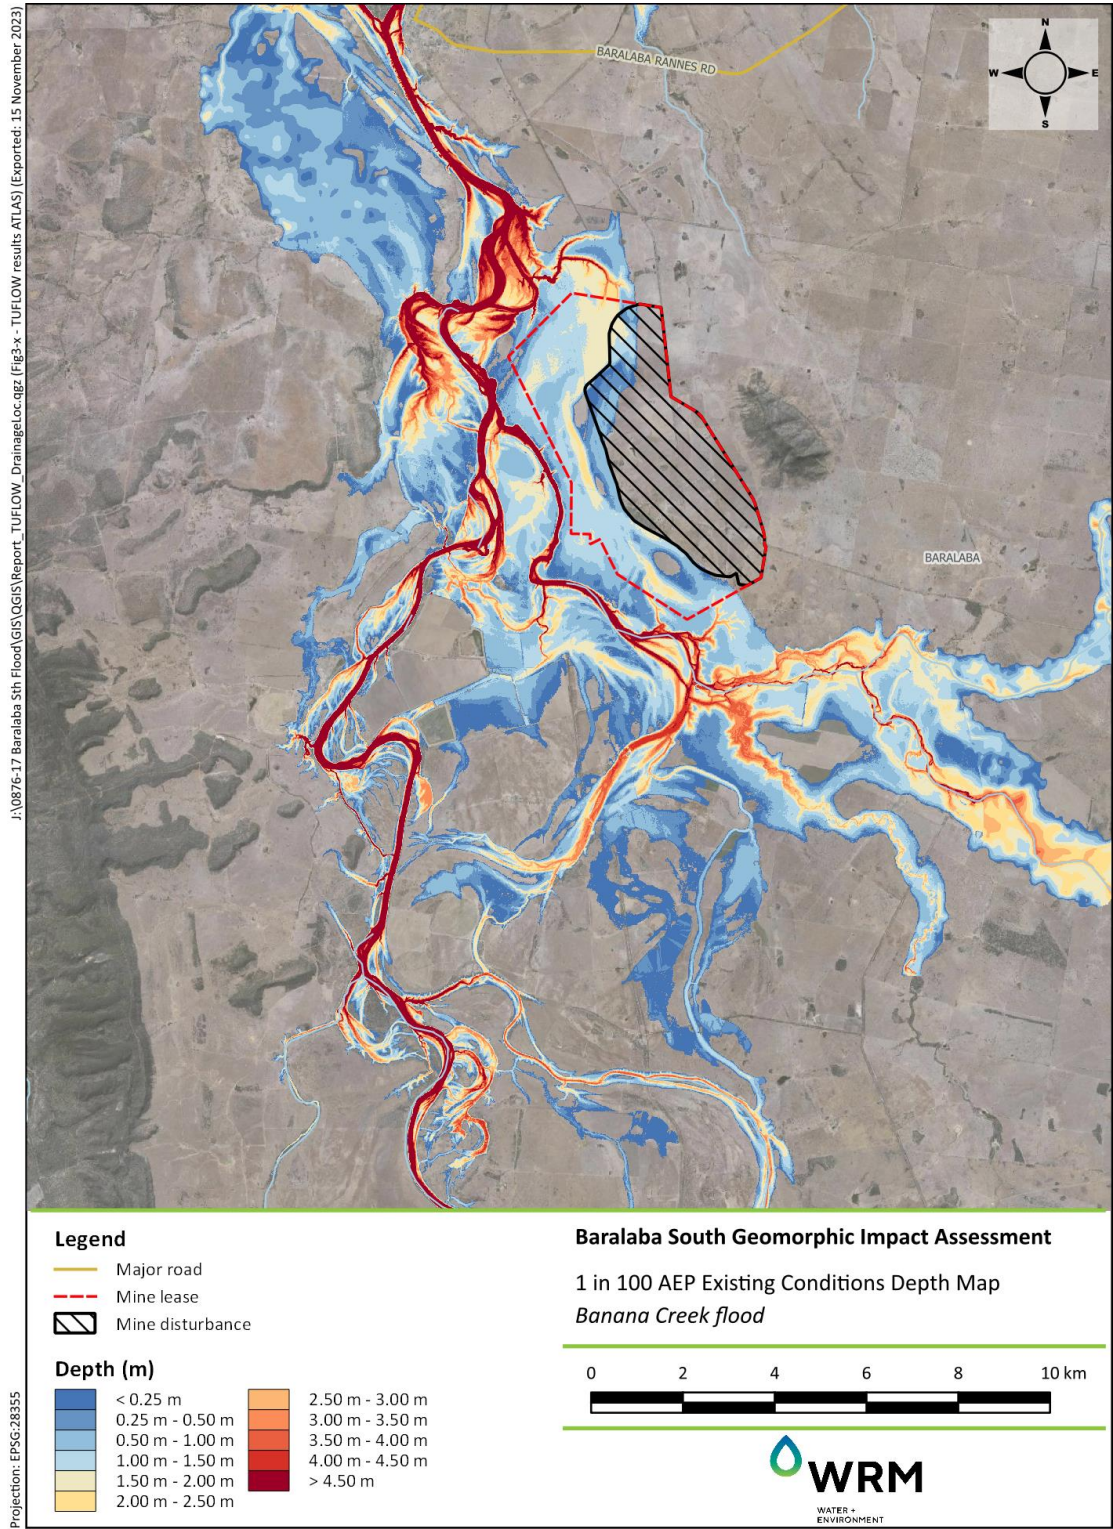 J:\0876-17 Baralaba Sth Flood\GIS\QGIS\Report_TUFLOW_DrainageLoc.qgz (Fig3-x - TUFLOW results ATLAS) (Exported: 15 November 2023)
BARALABA RANNES RD
N
W E
S
BARALABA
Projection: EPSG:28355
Legend
Major road
Mine lease
Mine disturbance
Depth (m)
< 0.25 m
0.25 m - 0.50 m
0.50 m - 1.00 m
1.00 m - 1.50 m
1.50 m - 2.00 m
2.00 m - 2.50 m
2.50 m - 3.00 m
3.00 m - 3.50 m
3.50 m - 4.00 m
4.00 m - 4.50 m
> 4.50 m
Baralaba South Geomorphic Impact Assessment
1 in 100 AEP Existing Conditions Depth Map
Banana Creek flood
0 2 4 6 8 10 km
WRM
WATER +
ENVIRONMENT